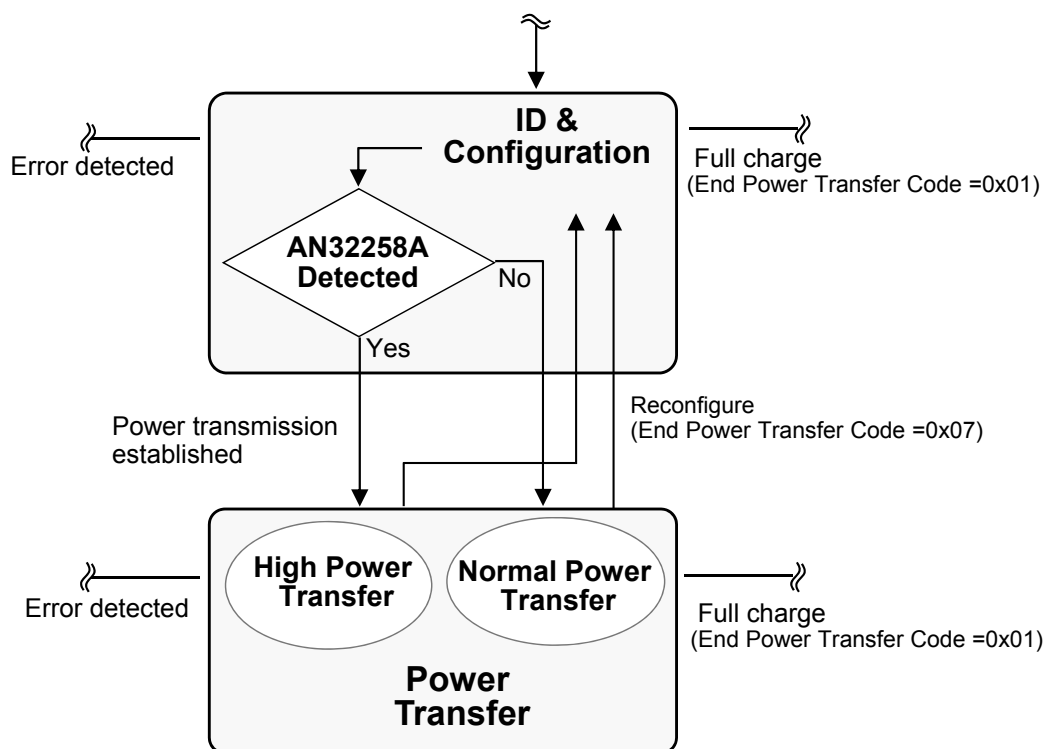 ID &
Configuration
Error detected
Full charge
(End Power Transfer Code =0x01)
AN32258A
Detected
No
Yes
Power transmission
established
Reconfigure
(End Power Transfer Code =0x07)
High Power
Transfer
Normal Power
Transfer
Error detected
Full charge
(End Power Transfer Code =0x01)
Power
Transfer